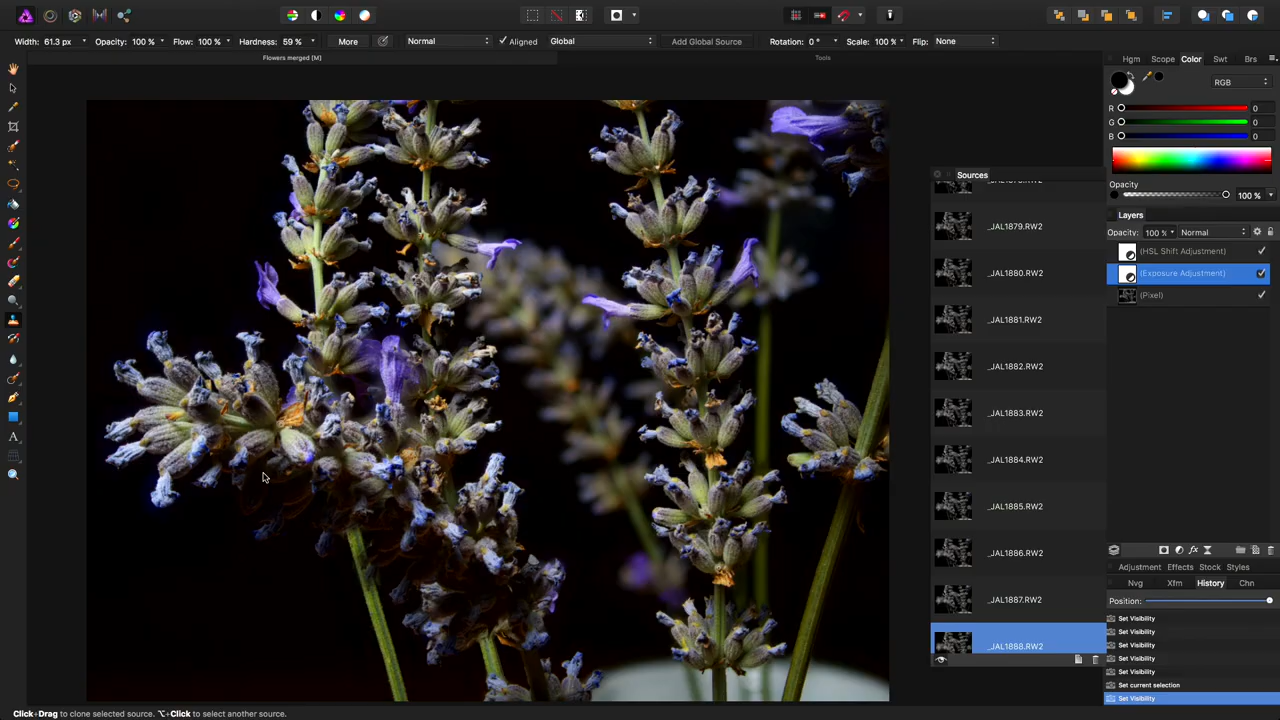 Width: 61.3 px Opacity: 100 % Flow: 100 % Hardness: 59 % More Normal Aligned Global Add Global Source Rotation: 0 ° Scale: 100 % Flip: None
Flowers merged (M) Tools
Hgm Scope Color Swt Brs
RGB
R 0
G 0
B 0
Opacity
100 %
Sources
_JAL1879.RW2
_JAL1880.RW2
_JAL1881.RW2
_JAL1882.RW2
_JAL1883.RW2
_JAL1884.RW2
_JAL1885.RW2
_JAL1886.RW2
_JAL1887.RW2
_JAL1888.RW2
Layers
Opacity: 100 % Normal
(HSL Shift Adjustment)
(Exposure Adjustment)
(Pixel)
Adjustment Effects Stock Styles
Nvg Xfm History Chn
Position:
Set Visibility
Set Visibility
Set Visibility
Set Visibility
Set Visibility
Set current selection
Set Visibility
Click+Drag to clone selected source. ⌥+Click to select another source.